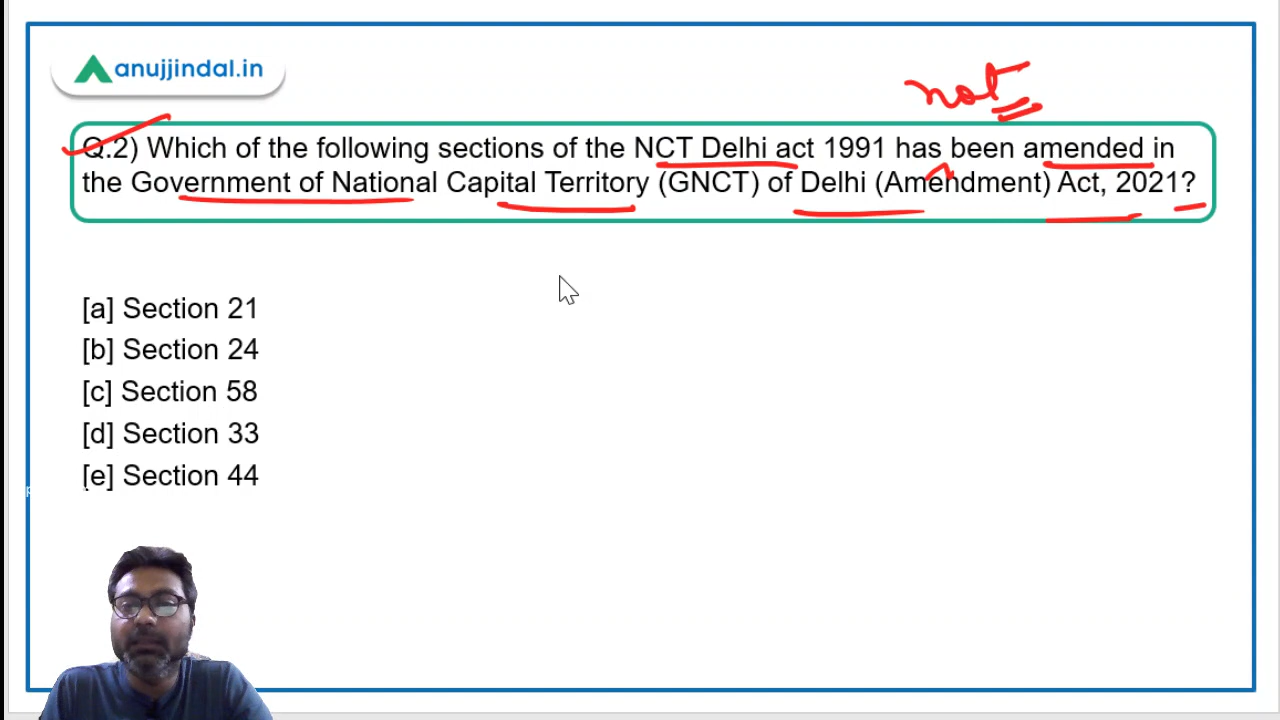 anujjindal.in
not
Q.2) Which of the following sections of the NCT Delhi act 1991 has been amended in
the Government of National Capital Territory (GNCT) of Delhi (Amendment) Act, 2021?
[a] Section 21
[b] Section 24
[c] Section 58
[d] Section 33
[e] Section 44